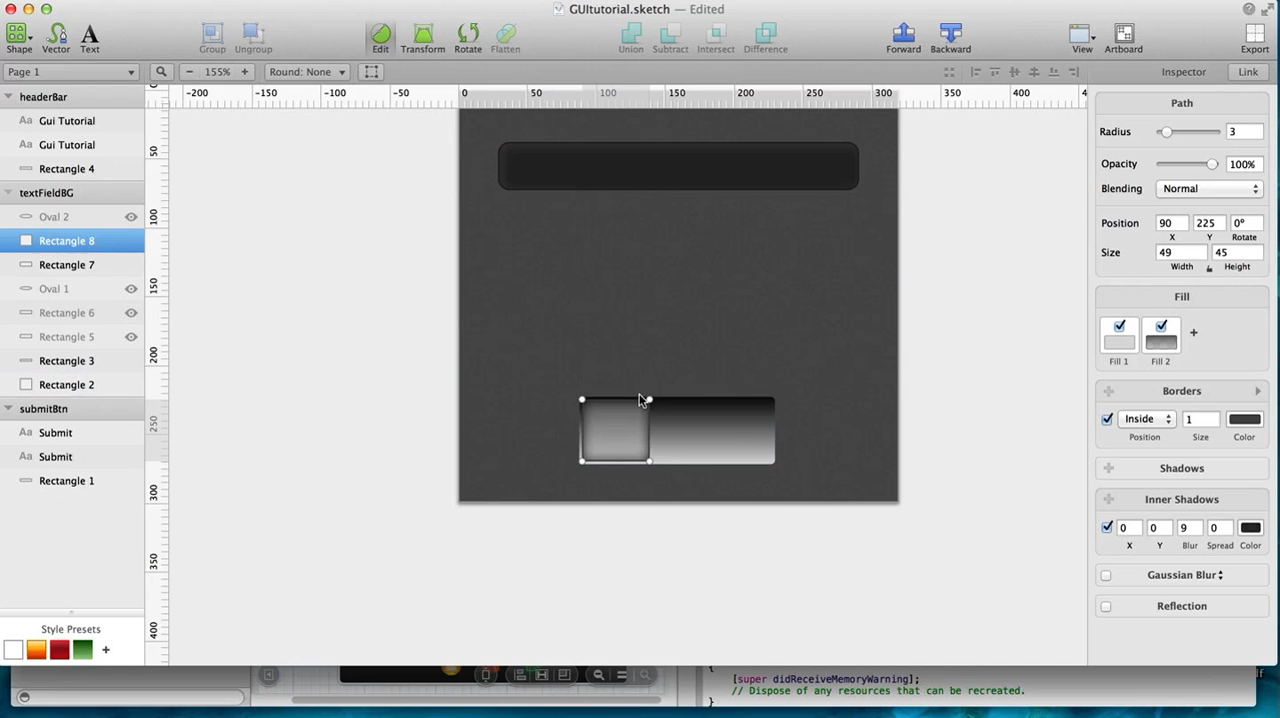 GUItutorial.sketch — Edited
Shape Vector Text Group Ungroup Edit Transform Rotate Flatten Union Subtract Intersect Difference Forward Backward View Artboard Export
Page 1 155% Round: None Inspector Link
-200 -150 -100 -50 0 50 100 150 200 250 300 350 400
50
100
150
200
250
300
350
400
headerBar
Aa Gui Tutorial
Aa Gui Tutorial
Rectangle 4
textFieldBG
Oval 2
Rectangle 8
Rectangle 7
Oval 1
Rectangle 6
Rectangle 5
Rectangle 3
Rectangle 2
submitBtn
Aa Submit
Aa Submit
Rectangle 1
Style Presets
Path
Radius 3
Opacity 100%
Blending Normal
Position 90 225 0°
X Y Rotate
Size 49 45
Width Height
Fill
Fill 1 Fill 2
Borders
Inside 1
Position Size Color
Shadows
Inner Shadows
0 0 9 0
X Y Blur Spread Color
Gaussian Blur
Reflection
{
[super didReceiveMemoryWarning];
// Dispose of any resources that can be recreated.
}